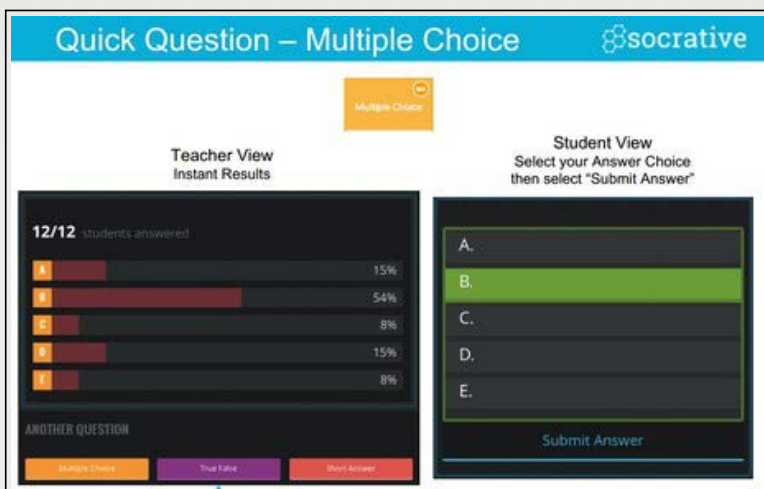 Quick Question – Multiple Choice
socrative
Multiple Choice
Teacher View
Instant Results
Student View
Select your Answer Choice
then select "Submit Answer"
12/12 students answered
A 15%
B 54%
C 8%
D 15%
E 8%
ANOTHER QUESTION
Multiple Choice
True False
Short Answer
A.
B.
C.
D.
E.
Submit Answer